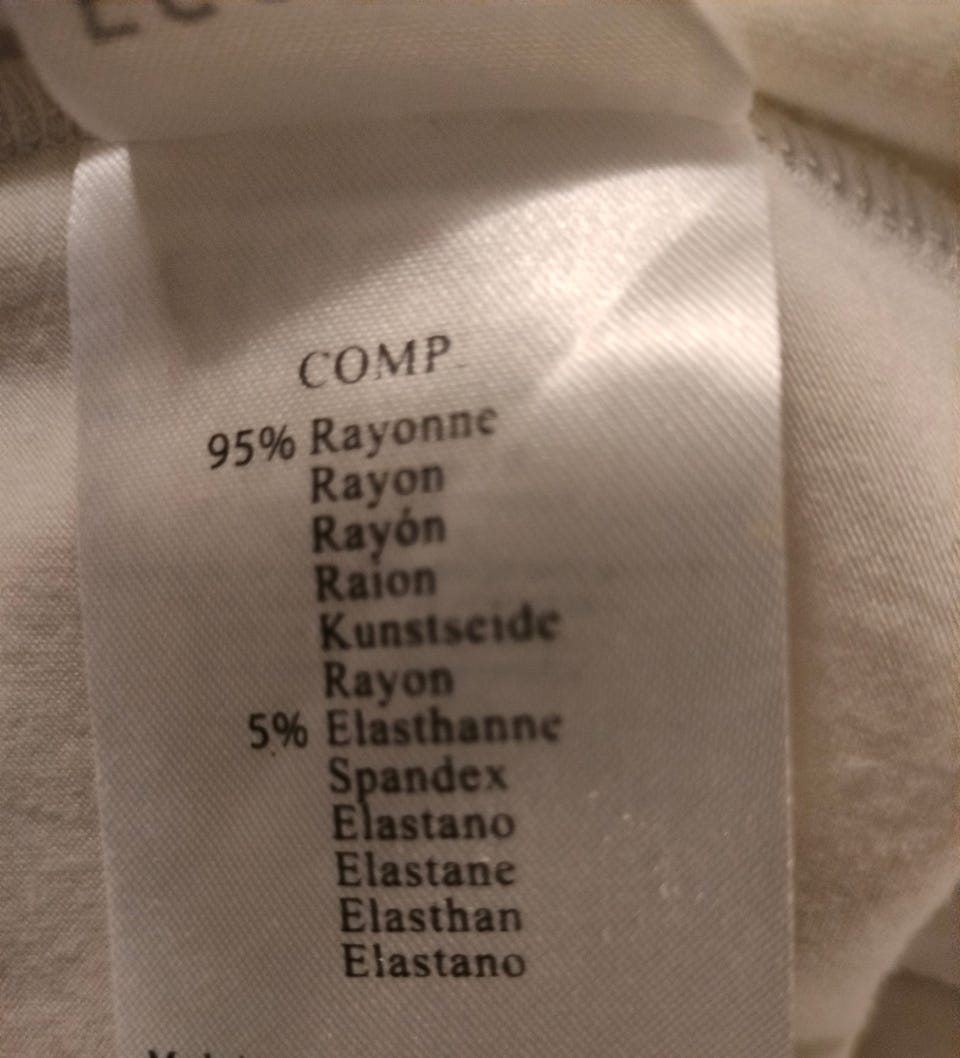 COMP.
95% Rayonne
Rayon
Rayón
Raion
Kunstseide
Rayon
5% Elasthanne
Spandex
Elastano
Elastane
Elasthan
Elastano